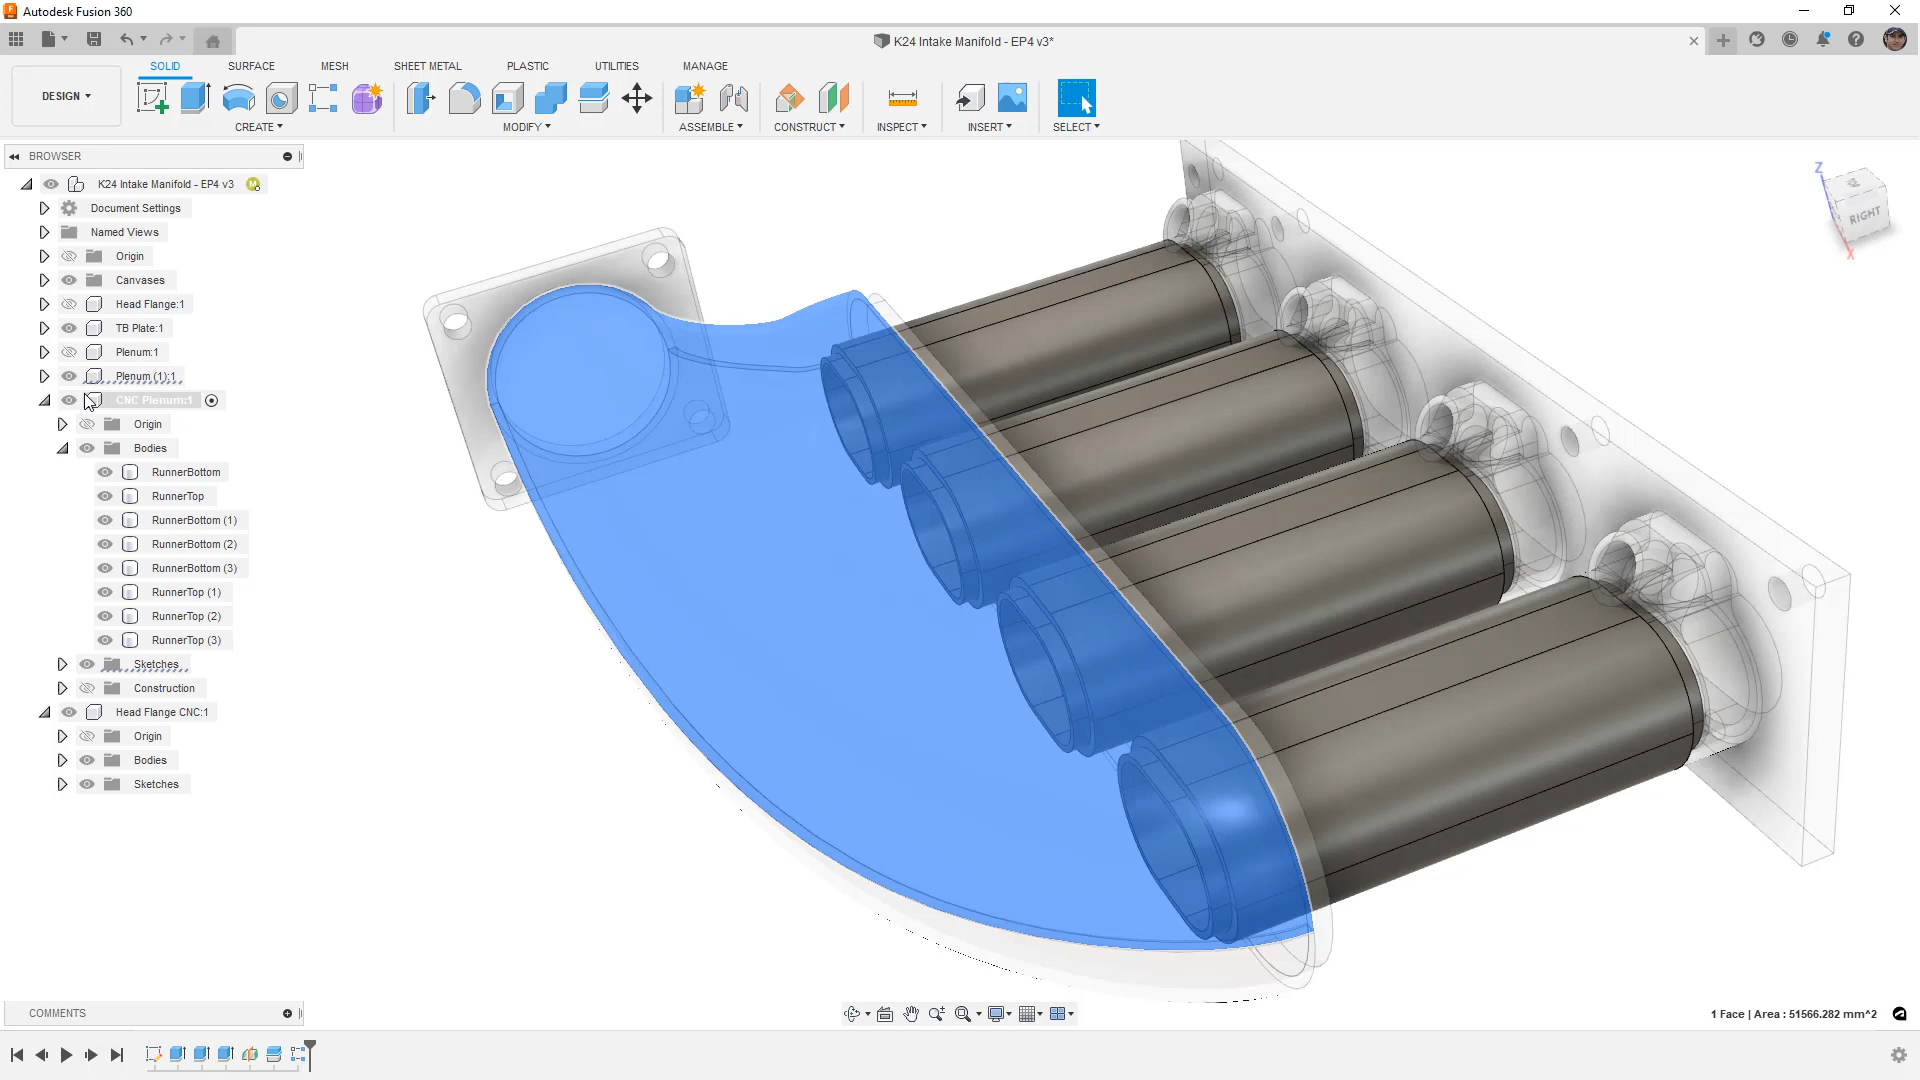 Autodesk Fusion 360
K24 Intake Manifold - EP4 v3*
DESIGN
SOLID SURFACE MESH SHEET METAL PLASTIC UTILITIES MANAGE
CREATE MODIFY ASSEMBLE CONSTRUCT INSPECT INSERT SELECT
BROWSER
K24 Intake Manifold - EP4 v3 M
Document Settings
Named Views
Origin
Canvases
Head Flange:1
TB Plate:1
Plenum:1
Plenum (1):1
CNC Plenum:1
Origin
Bodies
RunnerBottom
RunnerTop
RunnerBottom (1)
RunnerBottom (2)
RunnerBottom (3)
RunnerTop (1)
RunnerTop (2)
RunnerTop (3)
Sketches
Construction
Head Flange CNC:1
Origin
Bodies
Sketches
Z
RIGHT
X
COMMENTS
1 Face | Area : 51566.282 mm^2